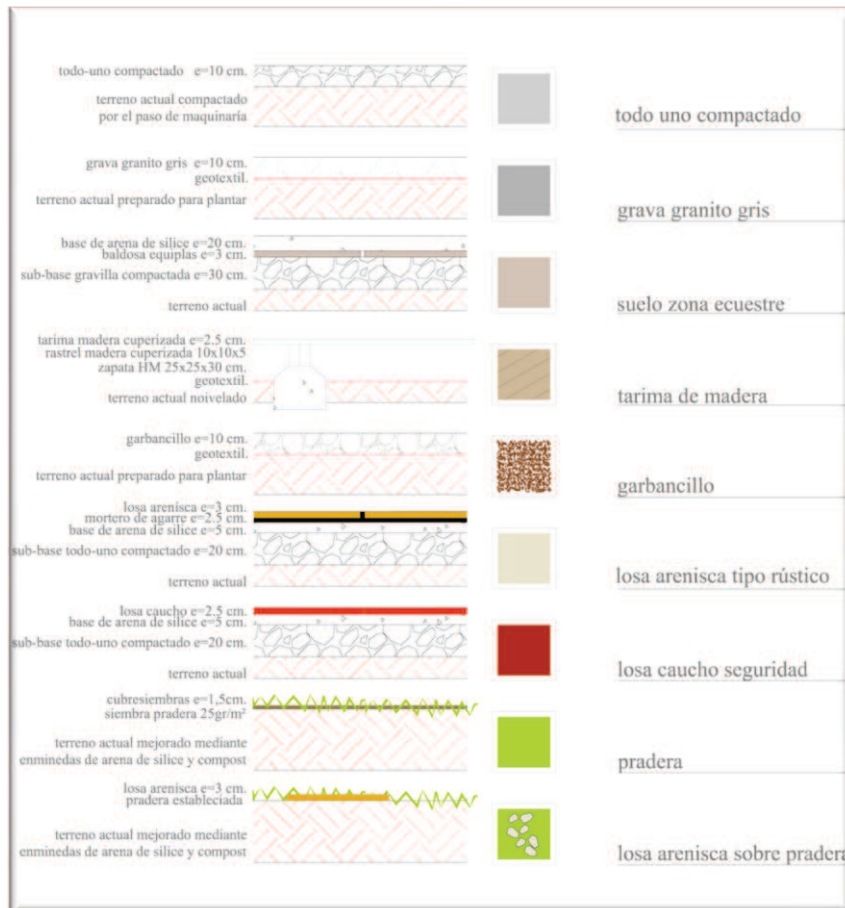 todo-uno compactado e=10 cm.
terreno actual compactado
por el paso de maquinaría
todo uno compactado
grava granito gris e=10 cm.
geotextil.
terreno actual preparado para plantar
grava granito gris
base de arena de sílice e=20 cm.
baldosa equiplas e=3 cm.
sub-base gravilla compactada e=30 cm.
terreno actual
suelo zona ecuestre
tarima madera cuperizada e=2.5 cm.
rastrel madera cuperizada 10x10x5
zapata HM 25x25x30 cm.
geotextil.
terreno actual noivelado
tarima de madera
garbancillo e=10 cm.
geotextil.
terreno actual preparado para plantar
garbancillo
losa arenisca e=3 cm.
mortero de agarre e=2.5 cm.
base de arena de sílice e=5 cm.
sub-base todo-uno compactado e=20 cm.
terreno actual
losa arenisca tipo rústico
losa caucho e=2.5 cm.
base de arena de sílice e=5 cm.
sub-base todo-uno compactado e=20 cm.
terreno actual
losa caucho seguridad
cubresiembras e=1,5cm.
siembra pradera 25gr/m²
terreno actual mejorado mediante
enminedas de arena de sílice y compost
pradera
losa arenisca e=3 cm.
pradera estableciada
terreno actual mejorado mediante
enminedas de arena de sílice y compost
losa arenisca sobre pradera